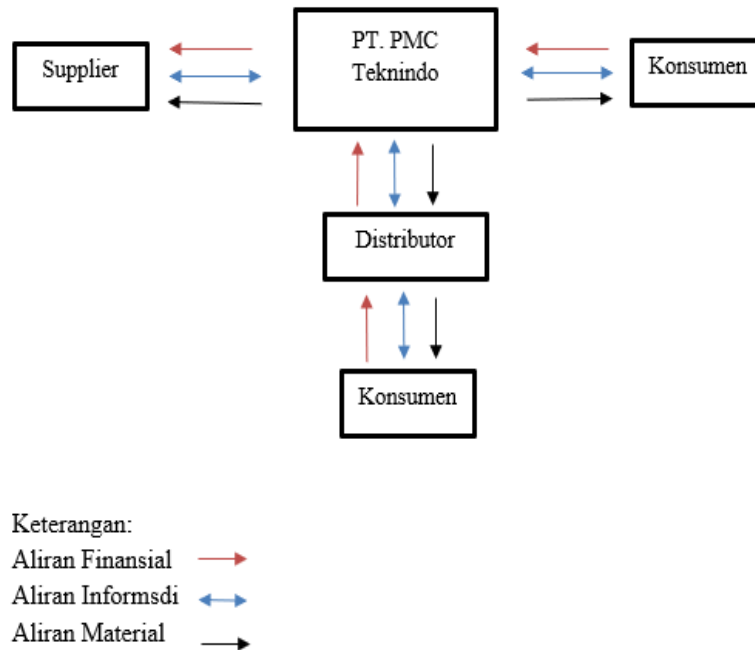 PT. PMC
Teknindo
Supplier
Konsumen
Distributor
Konsumen
Keterangan:
Aliran Finansial
Aliran Informsdi
Aliran Material